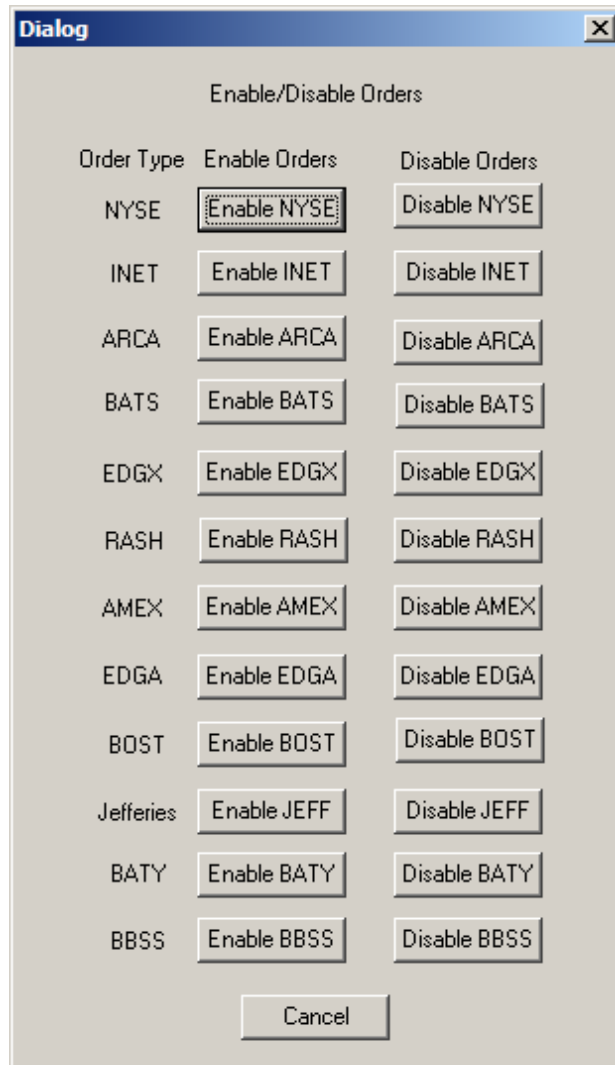 Dialog
Enable/Disable Orders
Order Type Enable Orders Disable Orders
NYSE Enable NYSE Disable NYSE
INET Enable INET Disable INET
ARCA Enable ARCA Disable ARCA
BATS Enable BATS Disable BATS
EDGX Enable EDGX Disable EDGX
RASH Enable RASH Disable RASH
AMEX Enable AMEX Disable AMEX
EDGA Enable EDGA Disable EDGA
BOST Enable BOST Disable BOST
Jefferies Enable JEFF Disable JEFF
BATY Enable BATY Disable BATY
BBSS Enable BBSS Disable BBSS
Cancel